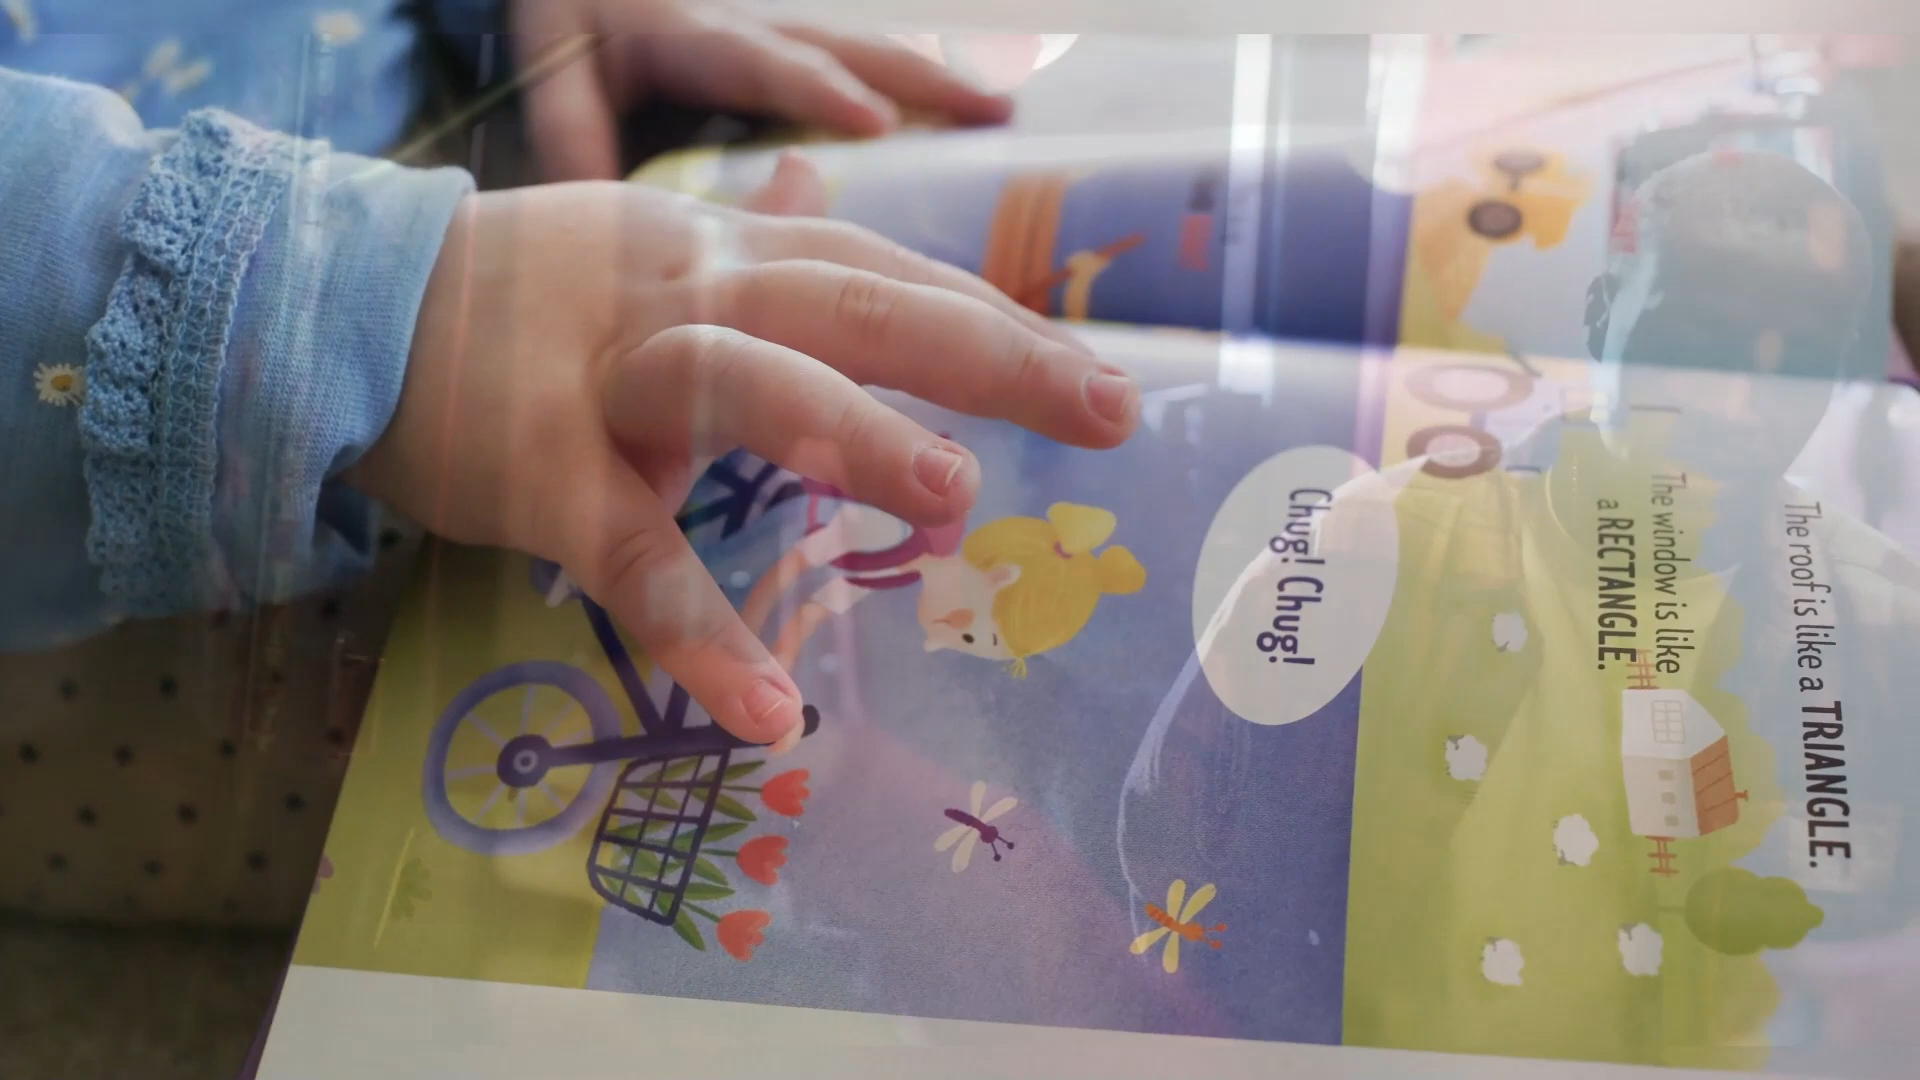 The roof is like a TRIANGLE.
The window is like
a RECTANGLE.
Chug! Chug!